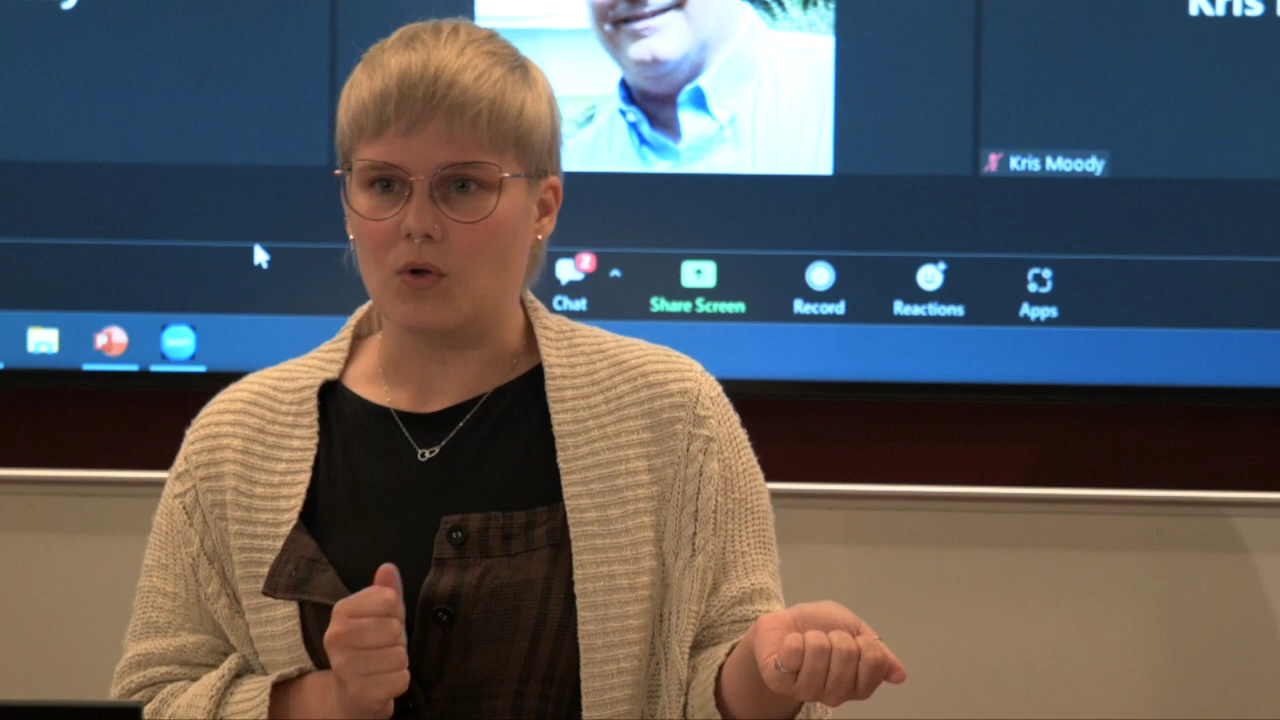 Kris
Kris Moody
2
Chat
Share Screen
Record
Reactions
Apps